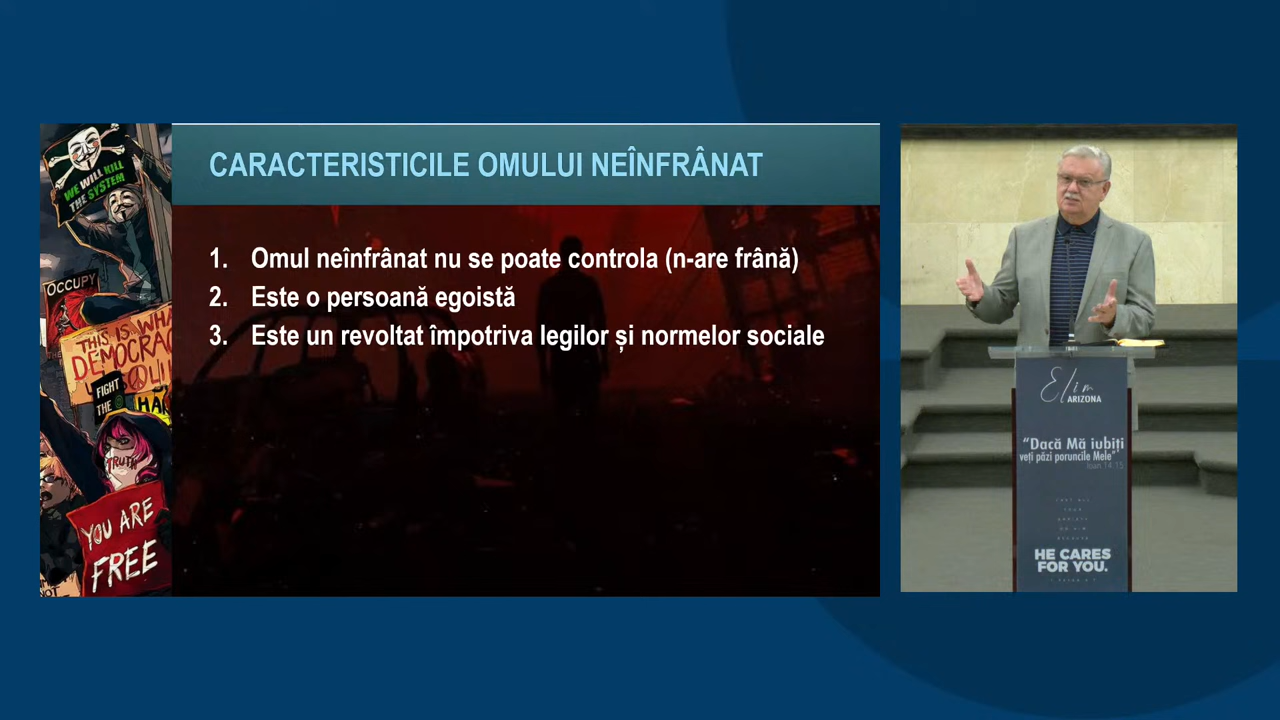 WE WILL KILL
THE SYSTEM
OCCUPY
THIS IS WHA
DEMOCRAC
FIGHT
THE
TRUTH
YOU ARE
FREE
CARACTERISTICILE OMULUI NEÎNFRÂNAT
1. Omul neînfrânat nu se poate controla (n-are frână)
2. Este o persoană egoistă
3. Este un revoltat împotriva legilor și normelor sociale
Elim
ARIZONA
“Dacă Mă iubiți
veți păzi poruncile Mele”
Ioan 14:15
HE CARES
FOR YOU.